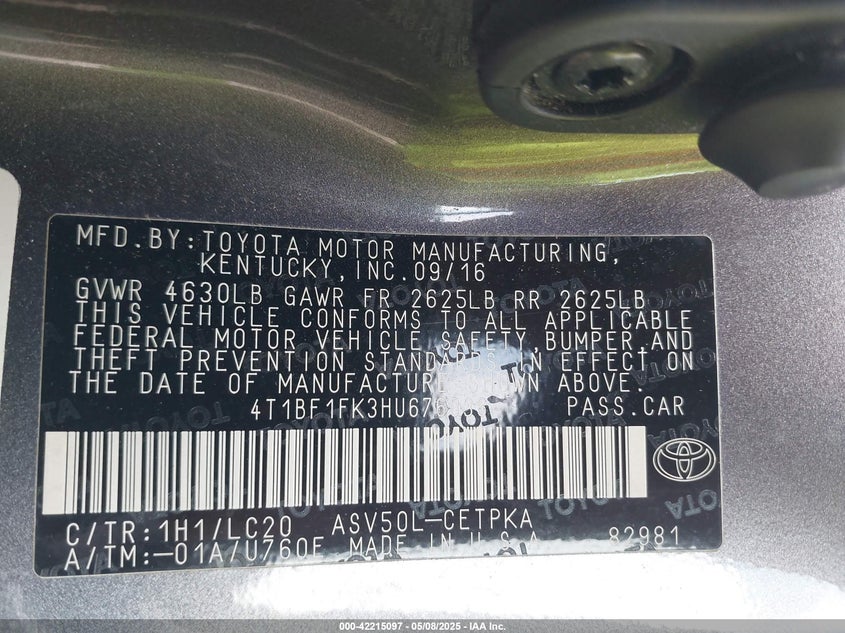 MFD.BY:TOYOTA MOTOR MANUFACTURING,
KENTUCKY,INC.09/16
GVWR 4630LB GAWR FR 2625LB RR 2625LB
THIS VEHICLE CONFORMS TO ALL APPLICABLE
FEDERAL MOTOR VEHICLE SAFETY,BUMPER,AND
THEFT PREVENTION STANDARDS IN EFFECT ON
THE DATE OF MANUFACTURE SHOWN ABOVE.
4T1BF1FK3HU676 PASS.CAR
C/TR:1H1/LC20 ASV50L-CETPKA
A/TM:-01A/U760E MADE IN U.S.A 82981
000-42215097 - 05/08/2025 - IAA Inc.